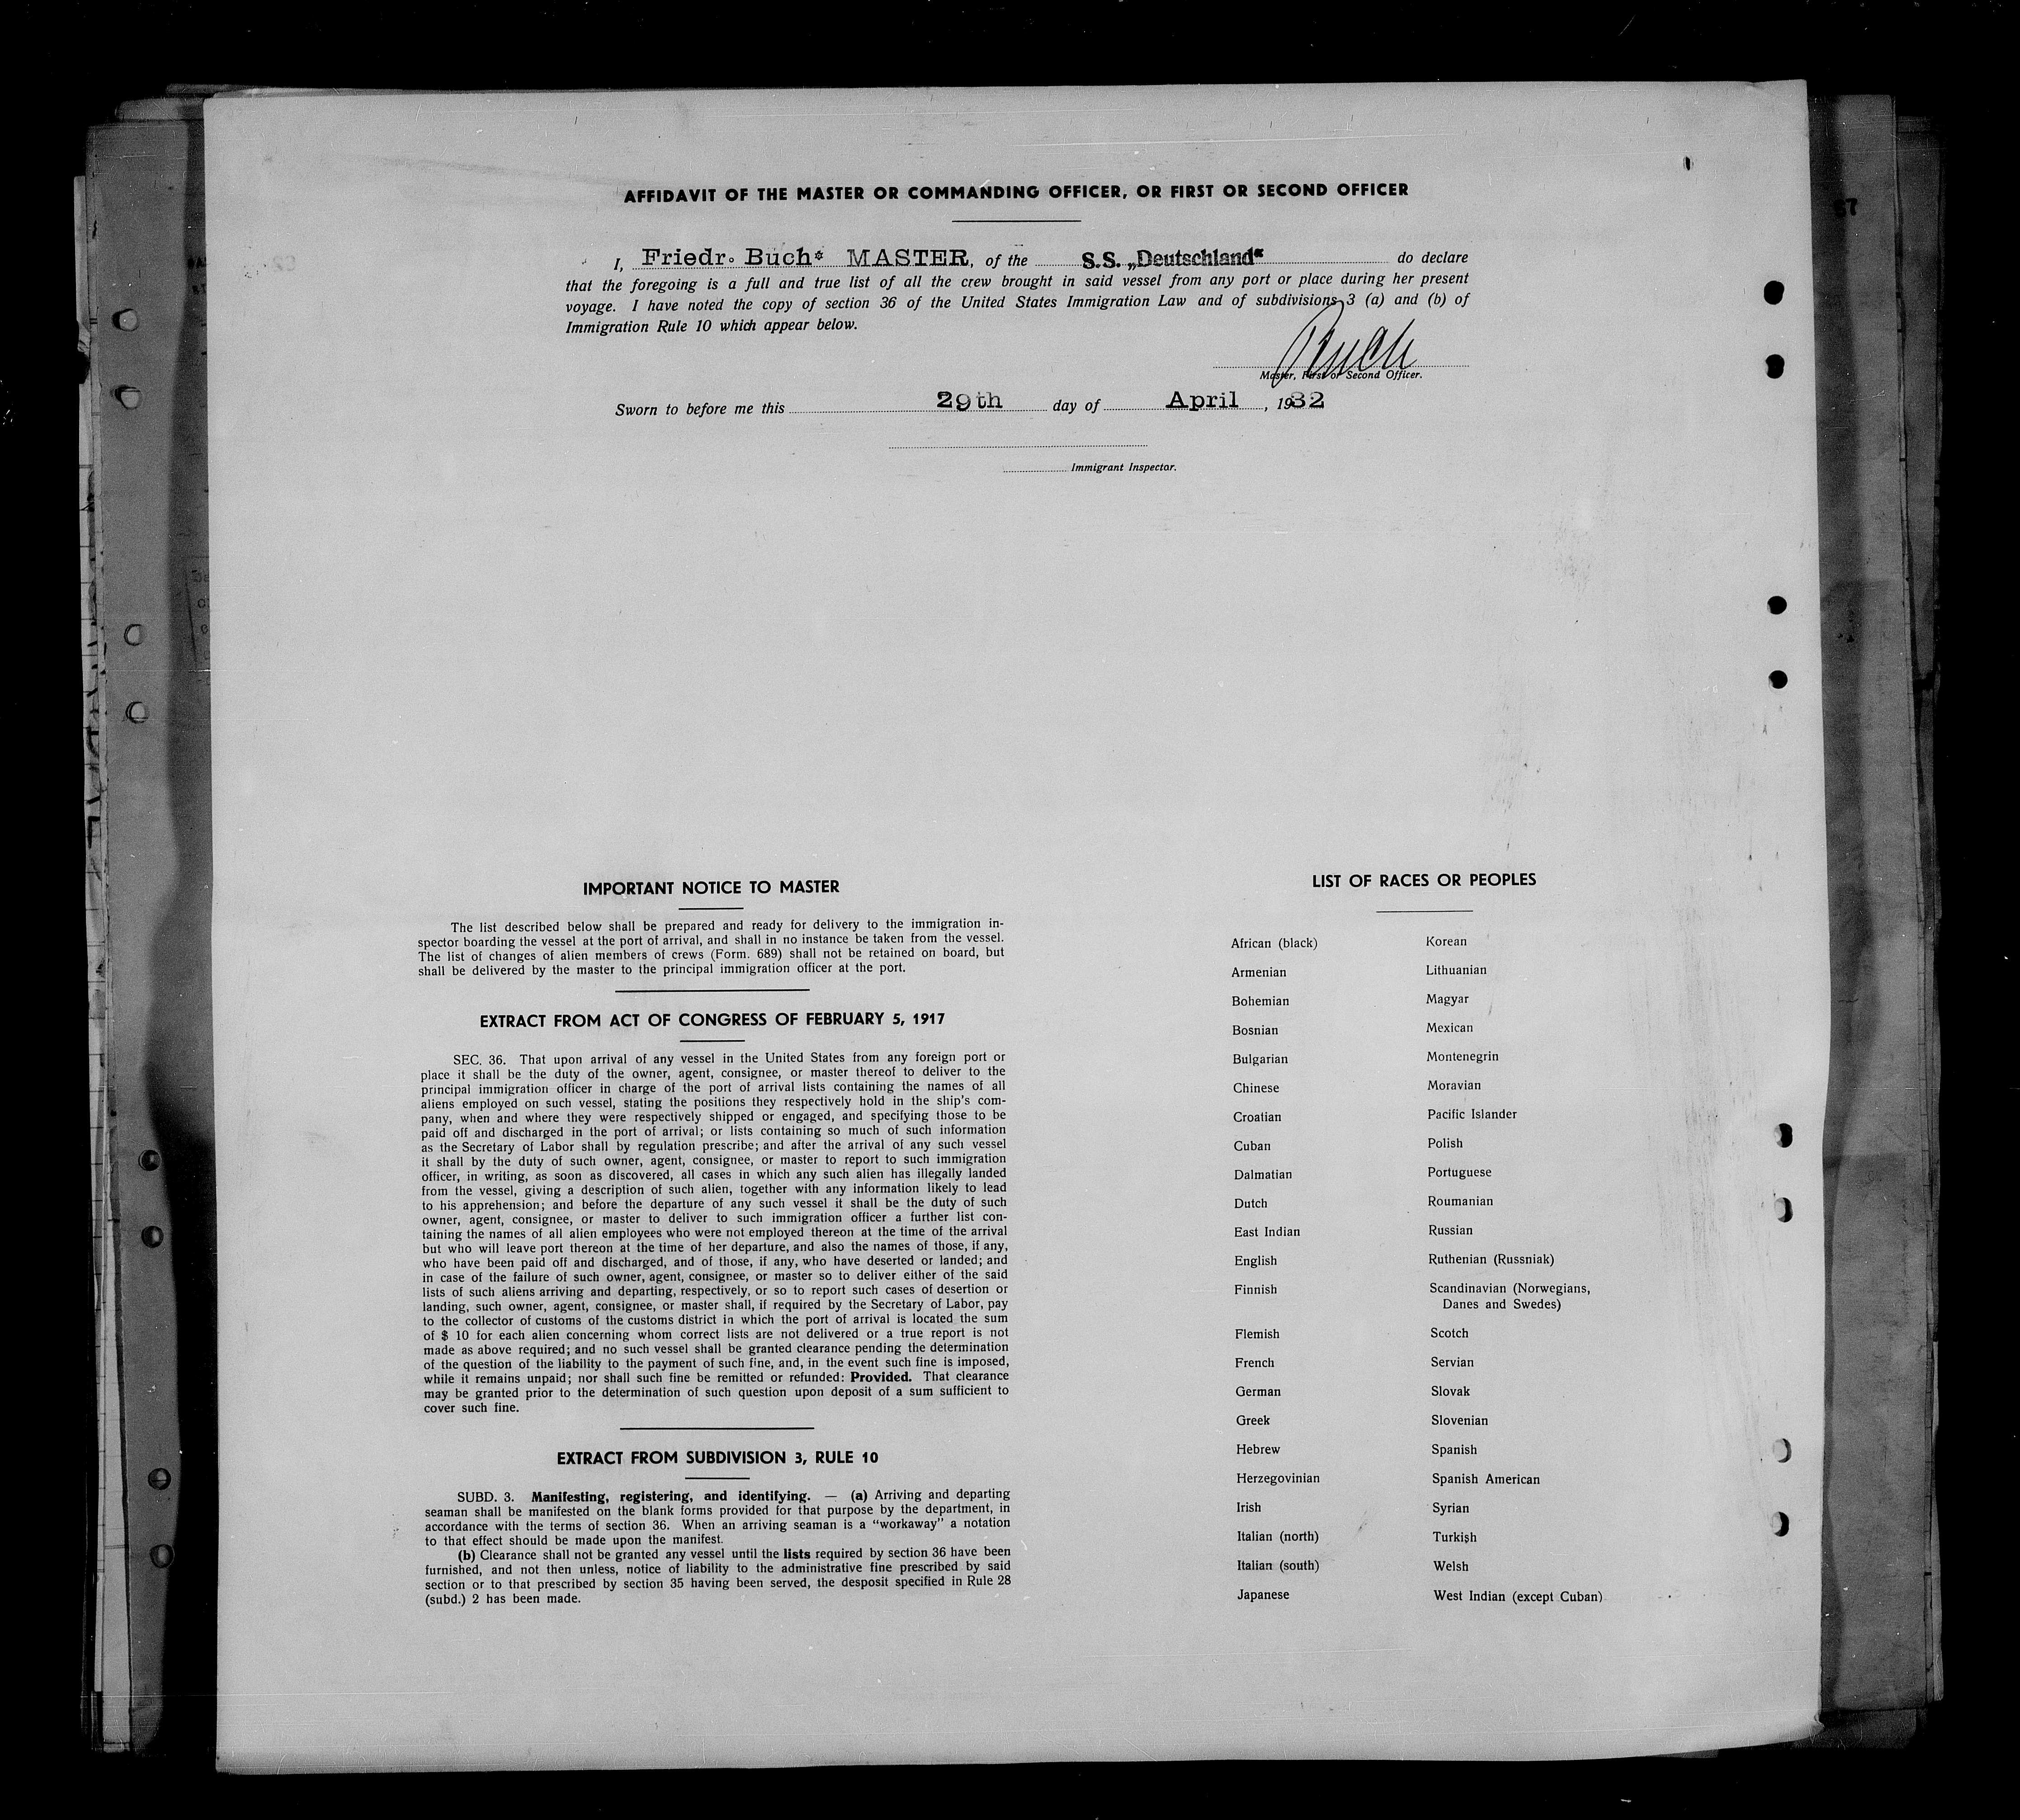 AFFIDAVIT OF THE MASTER OR COMMANDING OFFICER, OR FIRST OR SECOND OFFICER
I, Friedr. Buch* MASTER, of the S.S. „Deutschland“ do declare
that the foregoing is a full and true list of all the crew brought in said vessel from any port or place during her present
voyage. I have noted the copy of section 36 of the United States Immigration Law and of subdivisions 3 (a) and (b) of
Immigration Rule 10 which appear below.
Buch
Master, First or Second Officer.
Sworn to before me this 29th day of April, 1932
Immigrant Inspector.
IMPORTANT NOTICE TO MASTER
The list described below shall be prepared and ready for delivery to the immigration in-
spector boarding the vessel at the port of arrival, and shall in no instance be taken from the vessel.
The list of changes of alien members of crews (Form. 689) shall not be retained on board, but
shall be delivered by the master to the principal immigration officer at the port.
EXTRACT FROM ACT OF CONGRESS OF FEBRUARY 5, 1917
SEC. 36. That upon arrival of any vessel in the United States from any foreign port or
place it shall be the duty of the owner, agent, consignee, or master thereof to deliver to the
principal immigration officer in charge of the port of arrival lists containing the names of all
aliens employed on such vessel, stating the positions they respectively hold in the ship's com-
pany, when and where they were respectively shipped or engaged, and specifying those to be
paid off and discharged in the port of arrival; or lists containing so much of such information
as the Secretary of Labor shall by regulation prescribe; and after the arrival of any such vessel
it shall by the duty of such owner, agent, consignee, or master to report to such immigration
officer, in writing, as soon as discovered, all cases in which any such alien has illegally landed
from the vessel, giving a description of such alien, together with any information likely to lead
to his apprehension; and before the departure of any such vessel it shall be the duty of such
owner, agent, consignee, or master to deliver to such immigration officer a further list con-
taining the names of all alien employees who were not employed thereon at the time of the arrival
but who will leave port thereon at the time of her departure, and also the names of those, if any,
who have been paid off and discharged, and of those, if any, who have deserted or landed; and
in case of the failure of such owner, agent, consignee, or master so to deliver either of the said
lists of such aliens arriving and departing, respectively, or so to report such cases of desertion or
landing, such owner, agent, consignee, or master shall, if required by the Secretary of Labor, pay
to the collector of customs of the customs district in which the port of arrival is located the sum
of $ 10 for each alien concerning whom correct lists are not delivered or a true report is not
made as above required; and no such vessel shall be granted clearance pending the determination
of the question of the liability to the payment of such fine, and, in the event such fine is imposed,
while it remains unpaid; nor shall such fine be remitted or refunded: Provided. That clearance
may be granted prior to the determination of such question upon deposit of a sum sufficient to
cover such fine.
EXTRACT FROM SUBDIVISION 3, RULE 10
SUBD. 3. Manifesting, registering, and identifying. — (a) Arriving and departing
seaman shall be manifested on the blank forms provided for that purpose by the department, in
accordance with the terms of section 36. When an arriving seaman is a “workaway” a notation
to that effect should be made upon the manifest.
(b) Clearance shall not be granted any vessel until the lists required by section 36 have been
furnished, and not then unless, notice of liability to the administrative fine prescribed by said
section or to that prescribed by section 35 having been served, the desposit specified in Rule 28
(subd.) 2 has been made.
LIST OF RACES OR PEOPLES
African (black)
Armenian
Bohemian
Bosnian
Bulgarian
Chinese
Croatian
Cuban
Dalmatian
Dutch
East Indian
English
Finnish
Flemish
French
German
Greek
Hebrew
Herzegovinian
Irish
Italian (north)
Italian (south)
Japanese
Korean
Lithuanian
Magyar
Mexican
Montenegrin
Moravian
Pacific Islander
Polish
Portuguese
Roumanian
Russian
Ruthenian (Russniak)
Scandinavian (Norwegians,
Danes and Swedes)
Scotch
Servian
Slovak
Slovenian
Spanish
Spanish American
Syrian
Turkish
Welsh
West Indian (except Cuban)